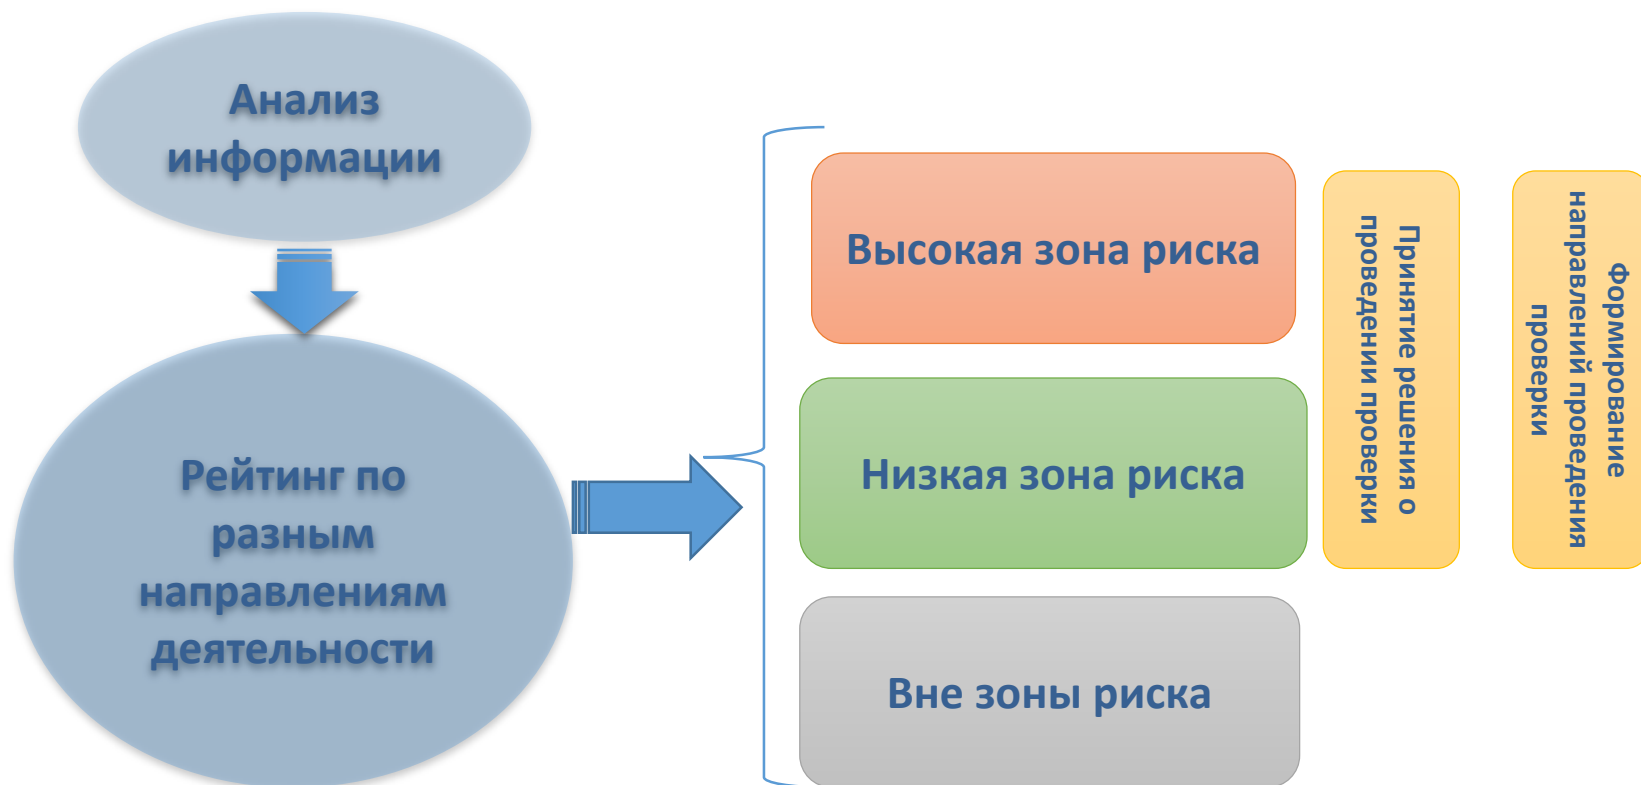 Анализ
информации
Рейтинг по
разным
направлениям
деятельности
Высокая зона риска
Низкая зона риска
Вне зоны риска
Принятие решения о
проведении проверки
Формирование
направлений проведения
проверки